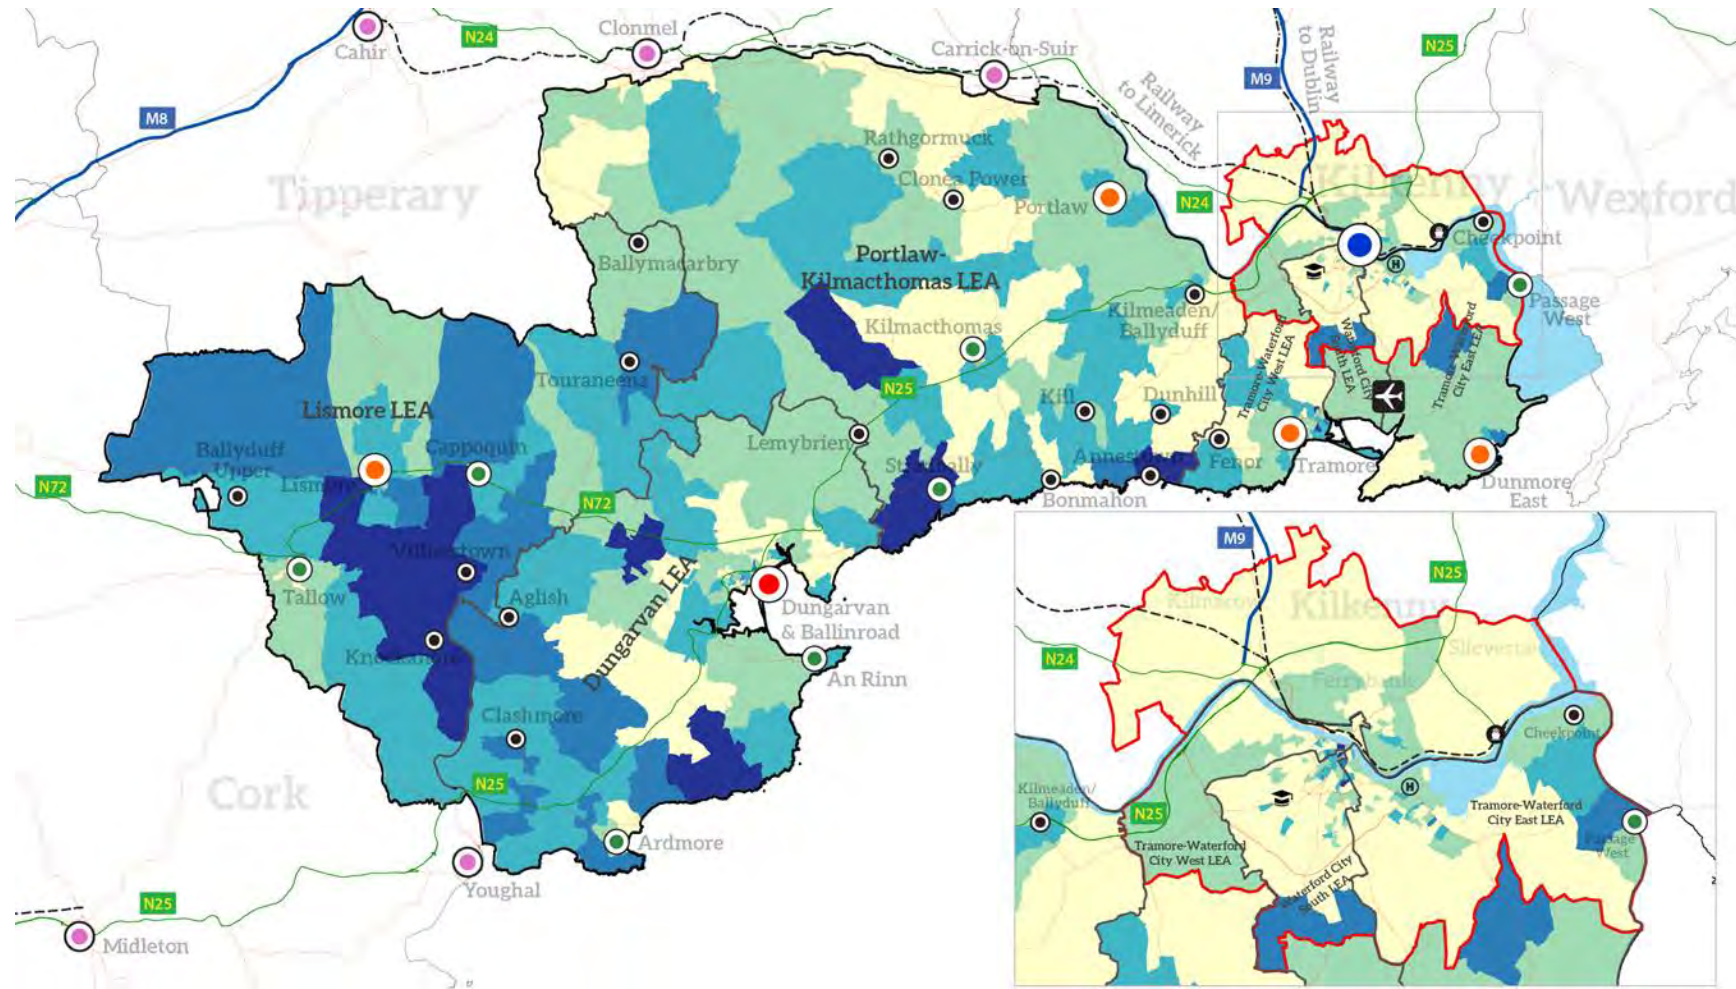 Cahir
N24
Clonmel
Carrick-on-Suir
Railway
to Limerick
M9
Railway
to Dublin
N25
M8
Tipperary
Rathgormuck
Clonea Power
Portlaw
N24
Kilkenny
Wexford
Cheekpoint
H
Ballymacarbry
Portlaw-
Kilmacthomas LEA
Kilmacthomas
Kilmeaden/
Ballyduff
Passage
West
Tramore-Waterford
City West LEA
Waterford City
South LEA
Tramore-Waterford
City East LEA
Touraneena
N25
Lismore LEA
Kill
Dunhill
Ballyduff
Upper
Cappoquin
Lemybrien
Stradbally
Annestown
Fenor
Tramore
N72
Lismore
N72
Bonmahon
Dunmore
East
Villierstown
Tallow
Aglish
Dungarvan LEA
Dungarvan
& Ballinroad
Knockanore
An Rinn
Clashmore
Cork
N25
Ardmore
Youghal
N25
Midleton
M9
N25
Kilmacow
Kilkenny
Slieverue
N24
Ferrybank
Cheekpoint
Kilmeaden/
Ballyduff
N25
H
Tramore-Waterford
City East LEA
Tramore-Waterford
City West LEA
Passage
West
Waterford City
South LEA